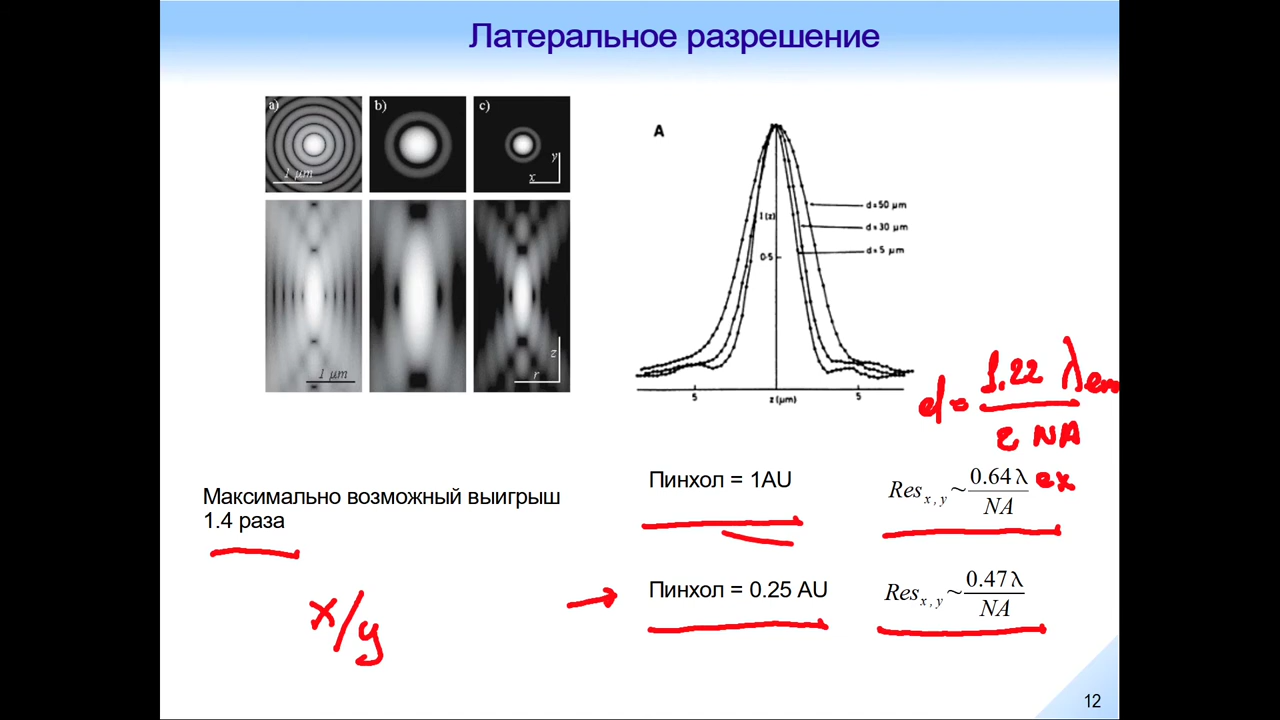 Латеральное разрешение
a)
b)
c)
1 μm
y
x
1 μm
z
r
A
I(z)
0·5
d=50 μm
d=30 μm
d=5 μm
5
z(μm)
5
d = 1.22 λem
2 NA
Максимально возможный выигрыш
1.4 раза
Пинхол = 1AU
Res x,y ~ 0.64λ ex
NA
Пинхол = 0.25 AU
Res x,y ~ 0.47λ
NA
x/y
12